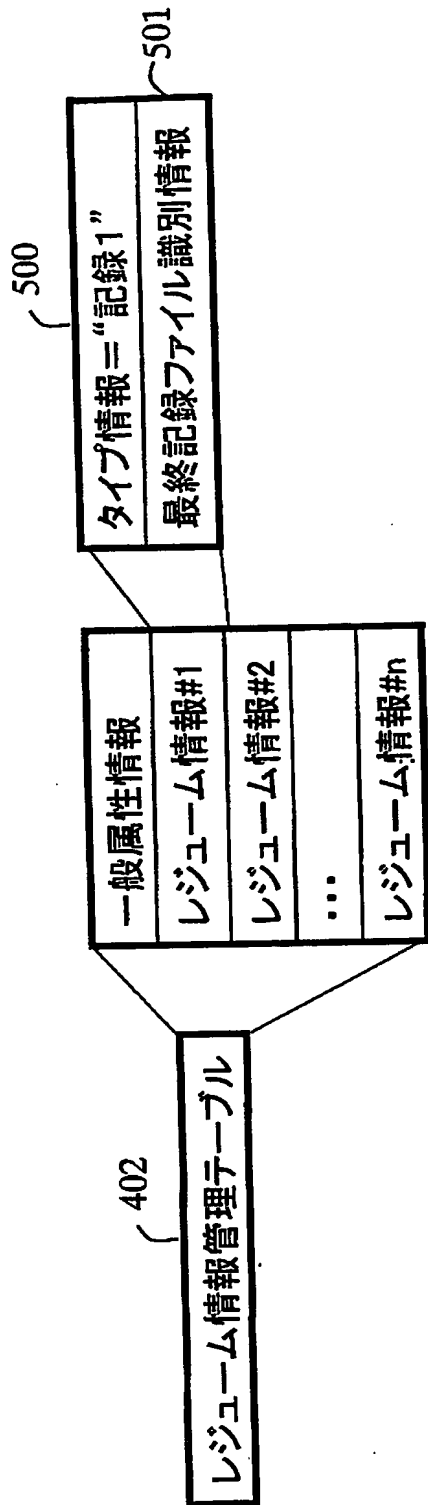 402
レジューム情報管理テーブル
一般属性情報
レジューム情報#1
レジューム情報#2
...
レジューム情報#n
500
タイプ情報=“記録1”
最終記録ファイル識別情報
501